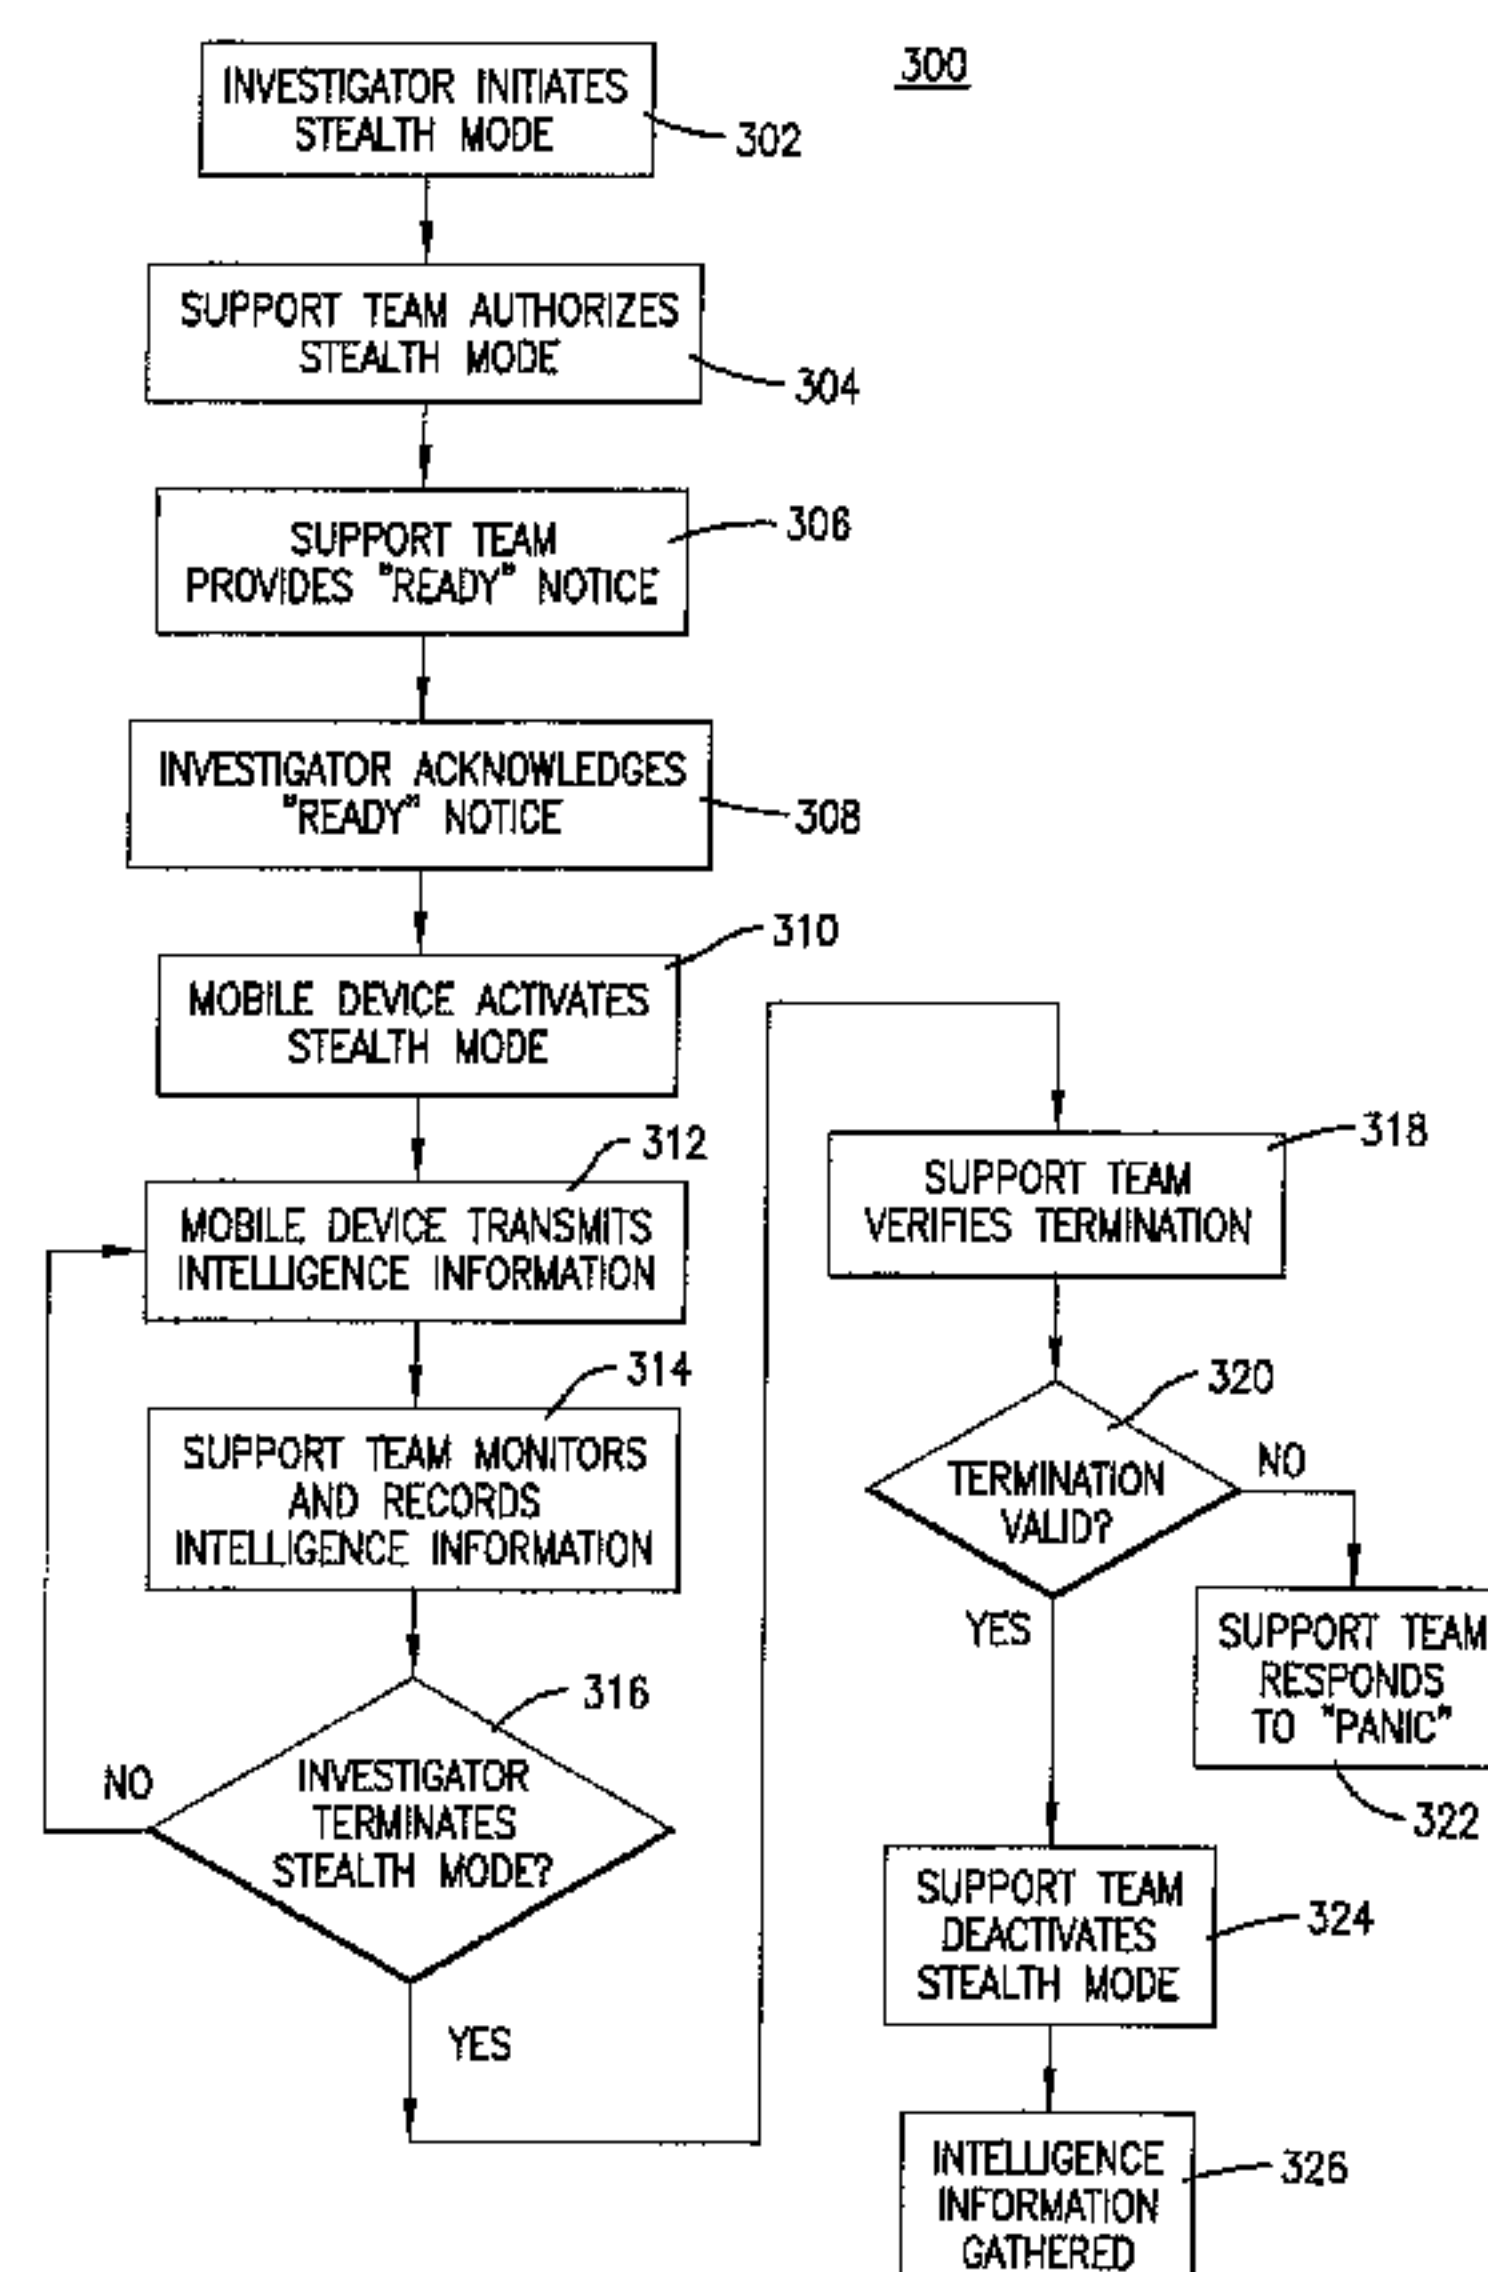 300
INVESTIGATOR INITIATES
STEALTH MODE
302
SUPPORT TEAM AUTHORIZES
STEALTH MODE
304
SUPPORT TEAM
PROVIDES "READY" NOTICE
306
INVESTIGATOR ACKNOWLEDGES
"READY" NOTICE
308
MOBILE DEVICE ACTIVATES
STEALTH MODE
310
MOBILE DEVICE TRANSMITS
INTELLIGENCE INFORMATION
312
SUPPORT TEAM MONITORS
AND RECORDS
INTELLIGENCE INFORMATION
314
INVESTIGATOR
TERMINATES
STEALTH MODE?
316
NO
YES
SUPPORT TEAM
VERIFIES TERMINATION
318
TERMINATION
VALID?
320
NO
YES
SUPPORT TEAM
RESPONDS
TO "PANIC"
322
SUPPORT TEAM
DEACTIVATES
STEALTH MODE
324
INTELLIGENCE
INFORMATION
GATHERED
326